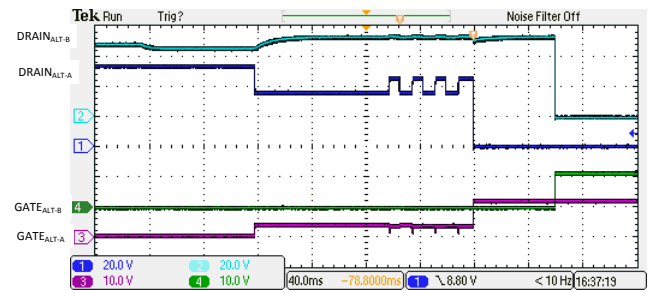 Tek Run Trig? Noise Filter Off
T
T
DRAINALT-B
DRAINALT-A
2
1
GATEALT-B
4
GATEALT-A
3
1 20.0 V 2 20.0 V
3 10.0 V 4 10.0 V
40.0ms -78.8000ms 1 8.80 V < 10 Hz 16:37:19